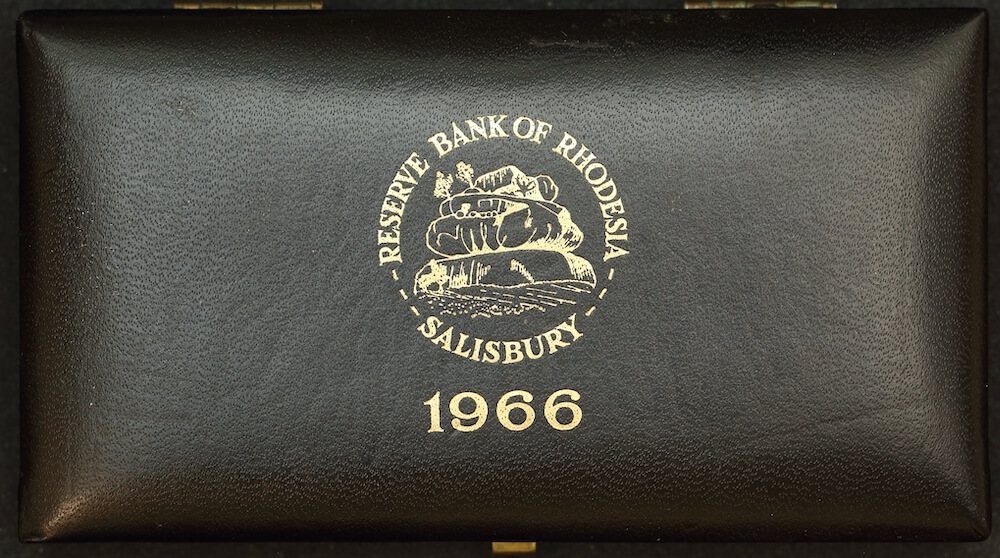 RESERVE BANK OF RHODESIA
SALISBURY
1966